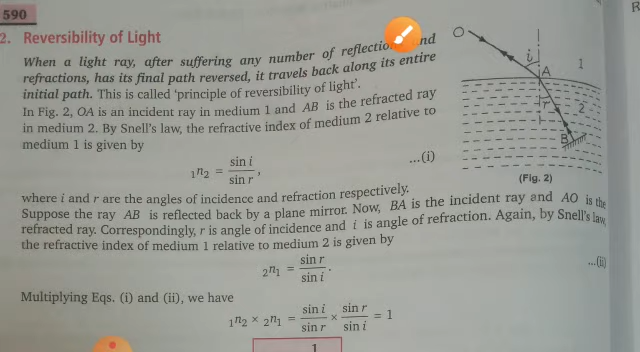 590
2. Reversibility of Light
When a light ray, after suffering any number of reflections and
refractions, has its final path reversed, it travels back along its entire
initial path. This is called 'principle of reversibility of light'.
In Fig. 2, OA is an incident ray in medium 1 and AB is the refracted ray
in medium 2. By Snell's law, the refractive index of medium 2 relative to
medium 1 is given by
₁n₂ = sin i / sin r, ...(i)
where i and r are the angles of incidence and refraction respectively.
Suppose the ray AB is reflected back by a plane mirror. Now, BA is the incident ray and AO is the
refracted ray. Correspondingly, r is angle of incidence and i is angle of refraction. Again, by Snell's law,
the refractive index of medium 1 relative to medium 2 is given by
₂n₁ = sin r / sin i. ...(ii)
Multiplying Eqs. (i) and (ii), we have
₁n₂ × ₂n₁ = sin i / sin r × sin r / sin i = 1
1
O
i
A
1
r
2
B
(Fig. 2)
R